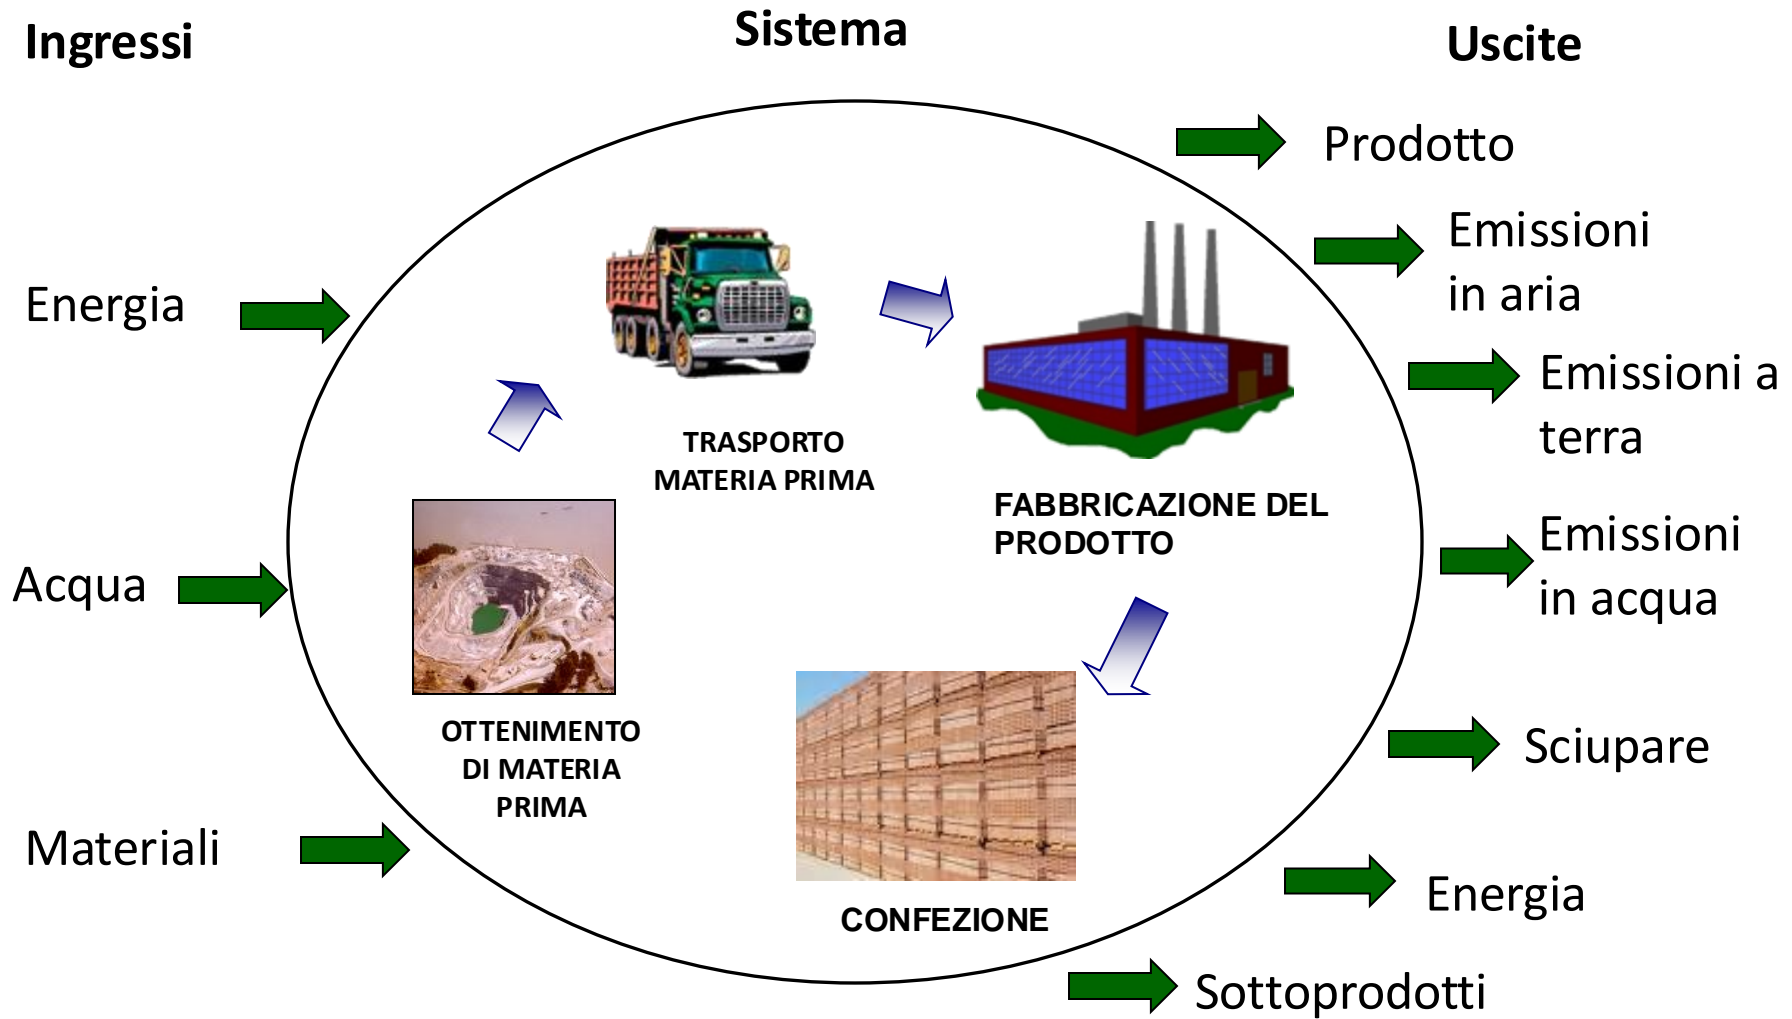 Ingressi
Sistema
Uscite
Prodotto
Emissioni
in aria
Energia
Emissioni a
terra
TRASPORTO
MATERIA PRIMA
FABBRICAZIONE DEL
PRODOTTO
Emissioni
in acqua
Acqua
OTTENIMENTO
DI MATERIA
PRIMA
Sciupare
Materiali
Energia
CONFEZIONE
Sottoprodotti